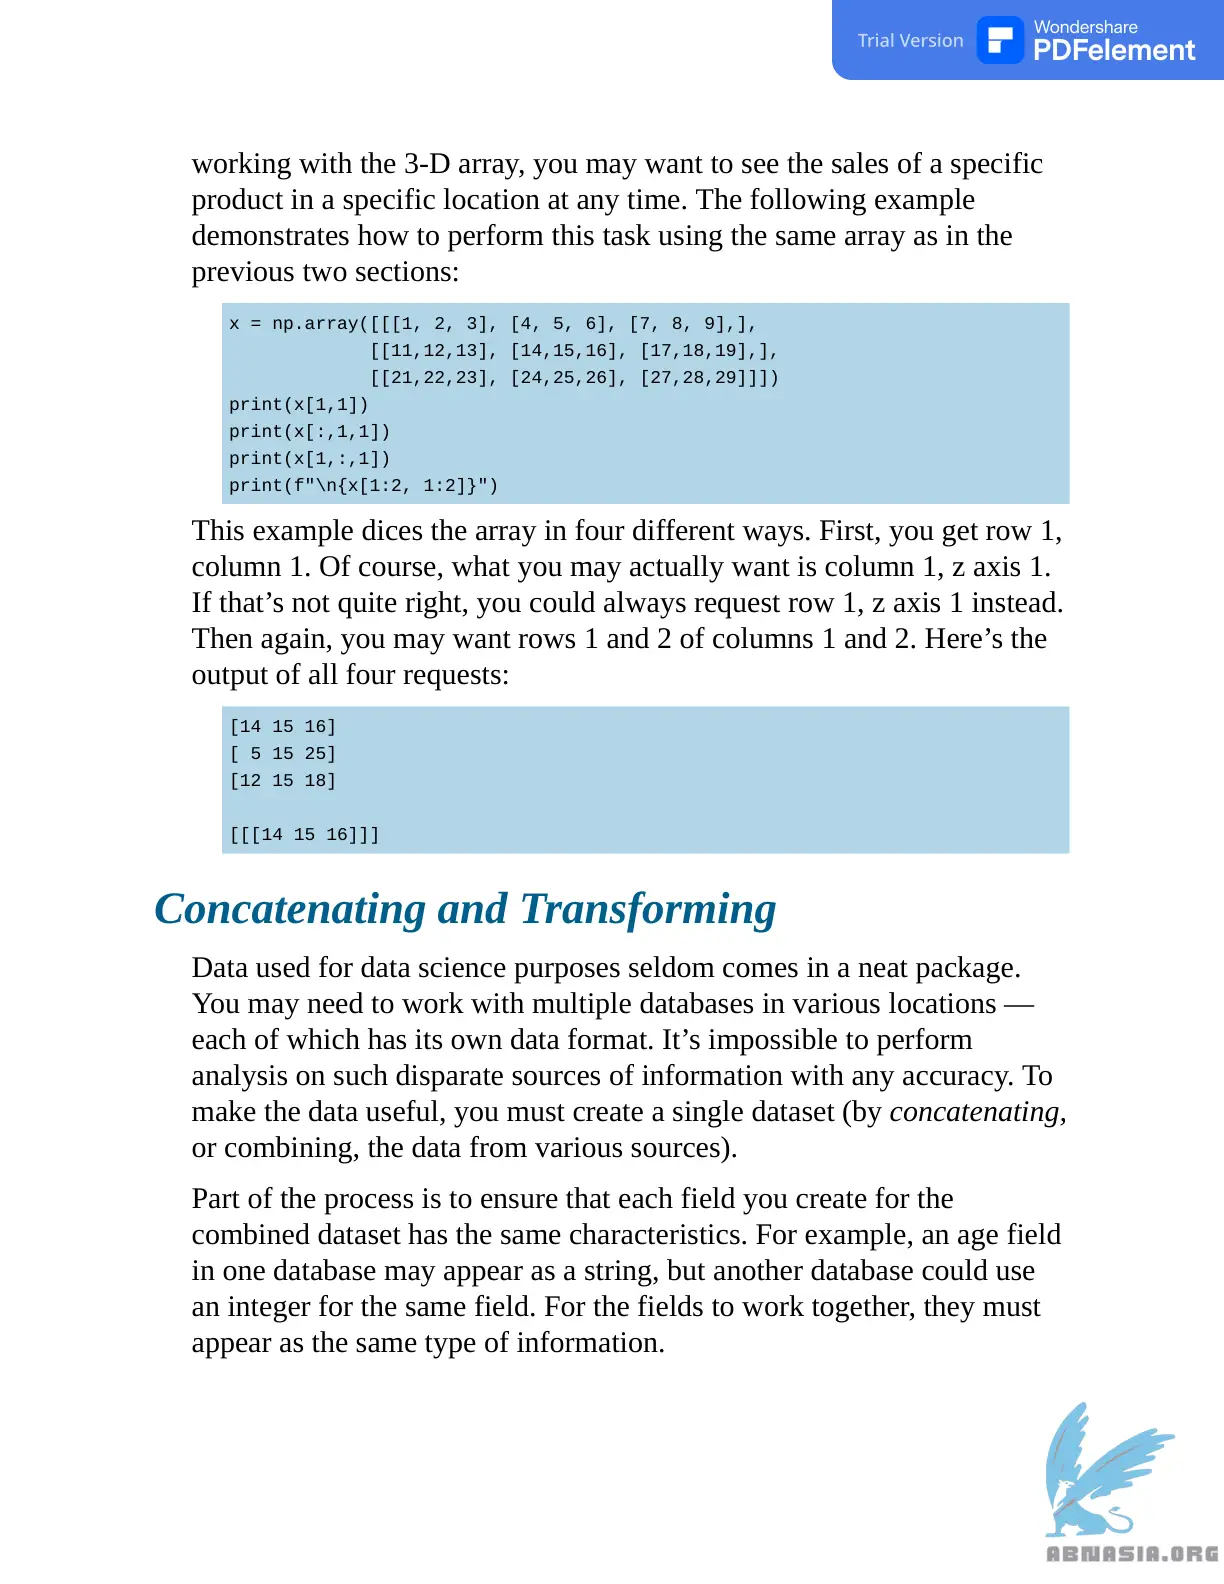 Trial Version
Wondershare
PDFelement
working with the 3-D array, you may want to see the sales of a specific
product in a specific location at any time. The following example
demonstrates how to perform this task using the same array as in the
previous two sections:
x = np.array([[[1, 2, 3], [4, 5, 6], [7, 8, 9],],
[[11,12,13], [14,15,16], [17,18,19],],
[[21,22,23], [24,25,26], [27,28,29]]])
print(x[1,1])
print(x[:,1,1])
print(x[1,:,1])
print(f"\n{x[1:2, 1:2]}")
This example dices the array in four different ways. First, you get row 1,
column 1. Of course, what you may actually want is column 1, z axis 1.
If that’s not quite right, you could always request row 1, z axis 1 instead.
Then again, you may want rows 1 and 2 of columns 1 and 2. Here’s the
output of all four requests:
[14 15 16]
[ 5 15 25]
[12 15 18]
[[[14 15 16]]]
Concatenating and Transforming
Data used for data science purposes seldom comes in a neat package.
You may need to work with multiple databases in various locations —
each of which has its own data format. It’s impossible to perform
analysis on such disparate sources of information with any accuracy. To
make the data useful, you must create a single dataset (by concatenating,
or combining, the data from various sources).
Part of the process is to ensure that each field you create for the
combined dataset has the same characteristics. For example, an age field
in one database may appear as a string, but another database could use
an integer for the same field. For the fields to work together, they must
appear as the same type of information.
ABNASIA.ORG